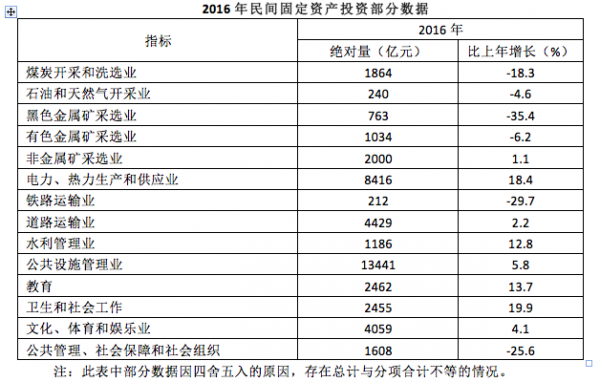 2016年民间固定资产投资部分数据
指标
2016年
绝对量（亿元）
比上年增长（%）
煤炭开采和洗选业 1864 -18.3
石油和天然气开采业 240 -4.6
黑色金属矿采选业 763 -35.4
有色金属矿采选业 1034 -6.2
非金属矿采选业 2000 1.1
电力、热力生产和供应业 8416 18.4
铁路运输业 212 -29.7
道路运输业 4429 2.2
水利管理业 1186 12.8
公共设施管理业 13441 5.8
教育 2462 13.7
卫生和社会工作 2455 19.9
文化、体育和娱乐业 4059 4.1
公共管理、社会保障和社会组织 1608 -25.6
注：此表中部分数据因四舍五入的原因，存在总计与分项合计不等的情况。